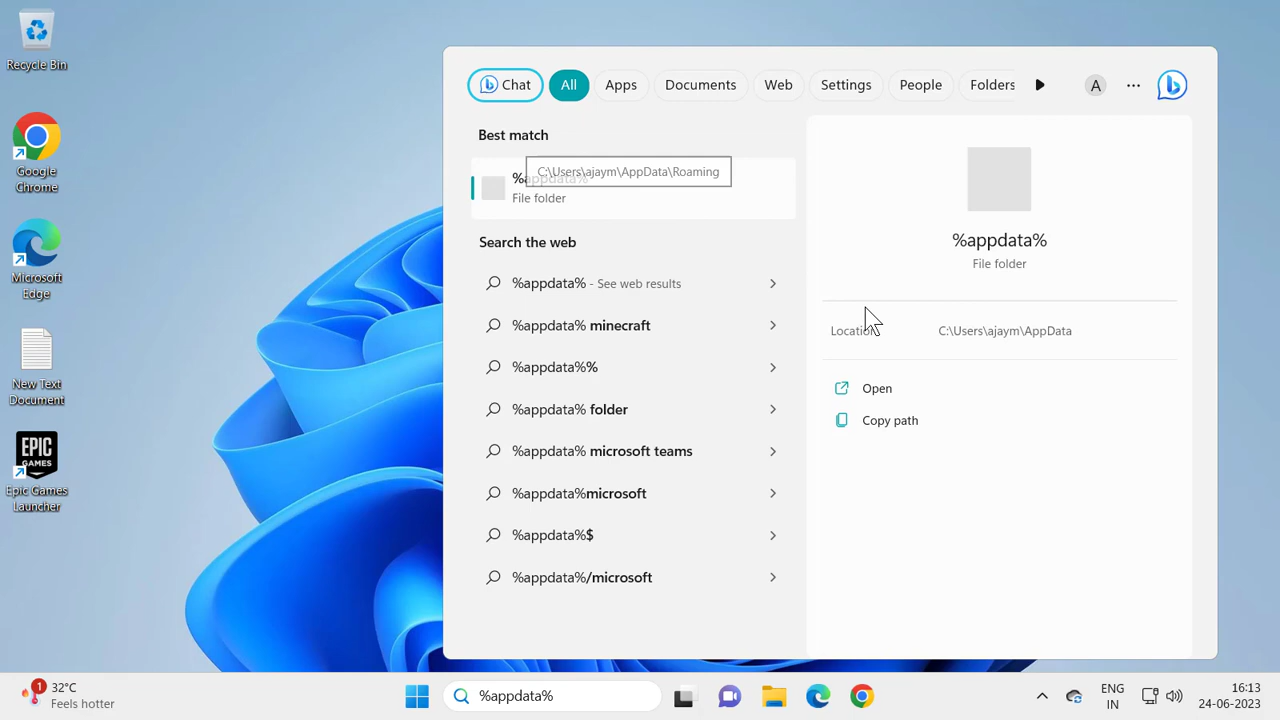 Recycle Bin
Google
Chrome
Microsoft
Edge
New Text
Document
EPIC
GAMES
Epic Games
Launcher
Chat
All
Apps
Documents
Web
Settings
People
Folders
A
Best match
%appdata%
C:\Users\ajaym\AppData\Roaming
File folder
Search the web
%appdata% - See web results
%appdata% minecraft
%appdata%%
%appdata% folder
%appdata% microsoft teams
%appdata%microsoft
%appdata%$
%appdata%/microsoft
%appdata%
File folder
Location
C:\Users\ajaym\AppData
Open
Copy path
1
32°C
Feels hotter
%appdata%
ENG
IN
16:13
24-06-2023